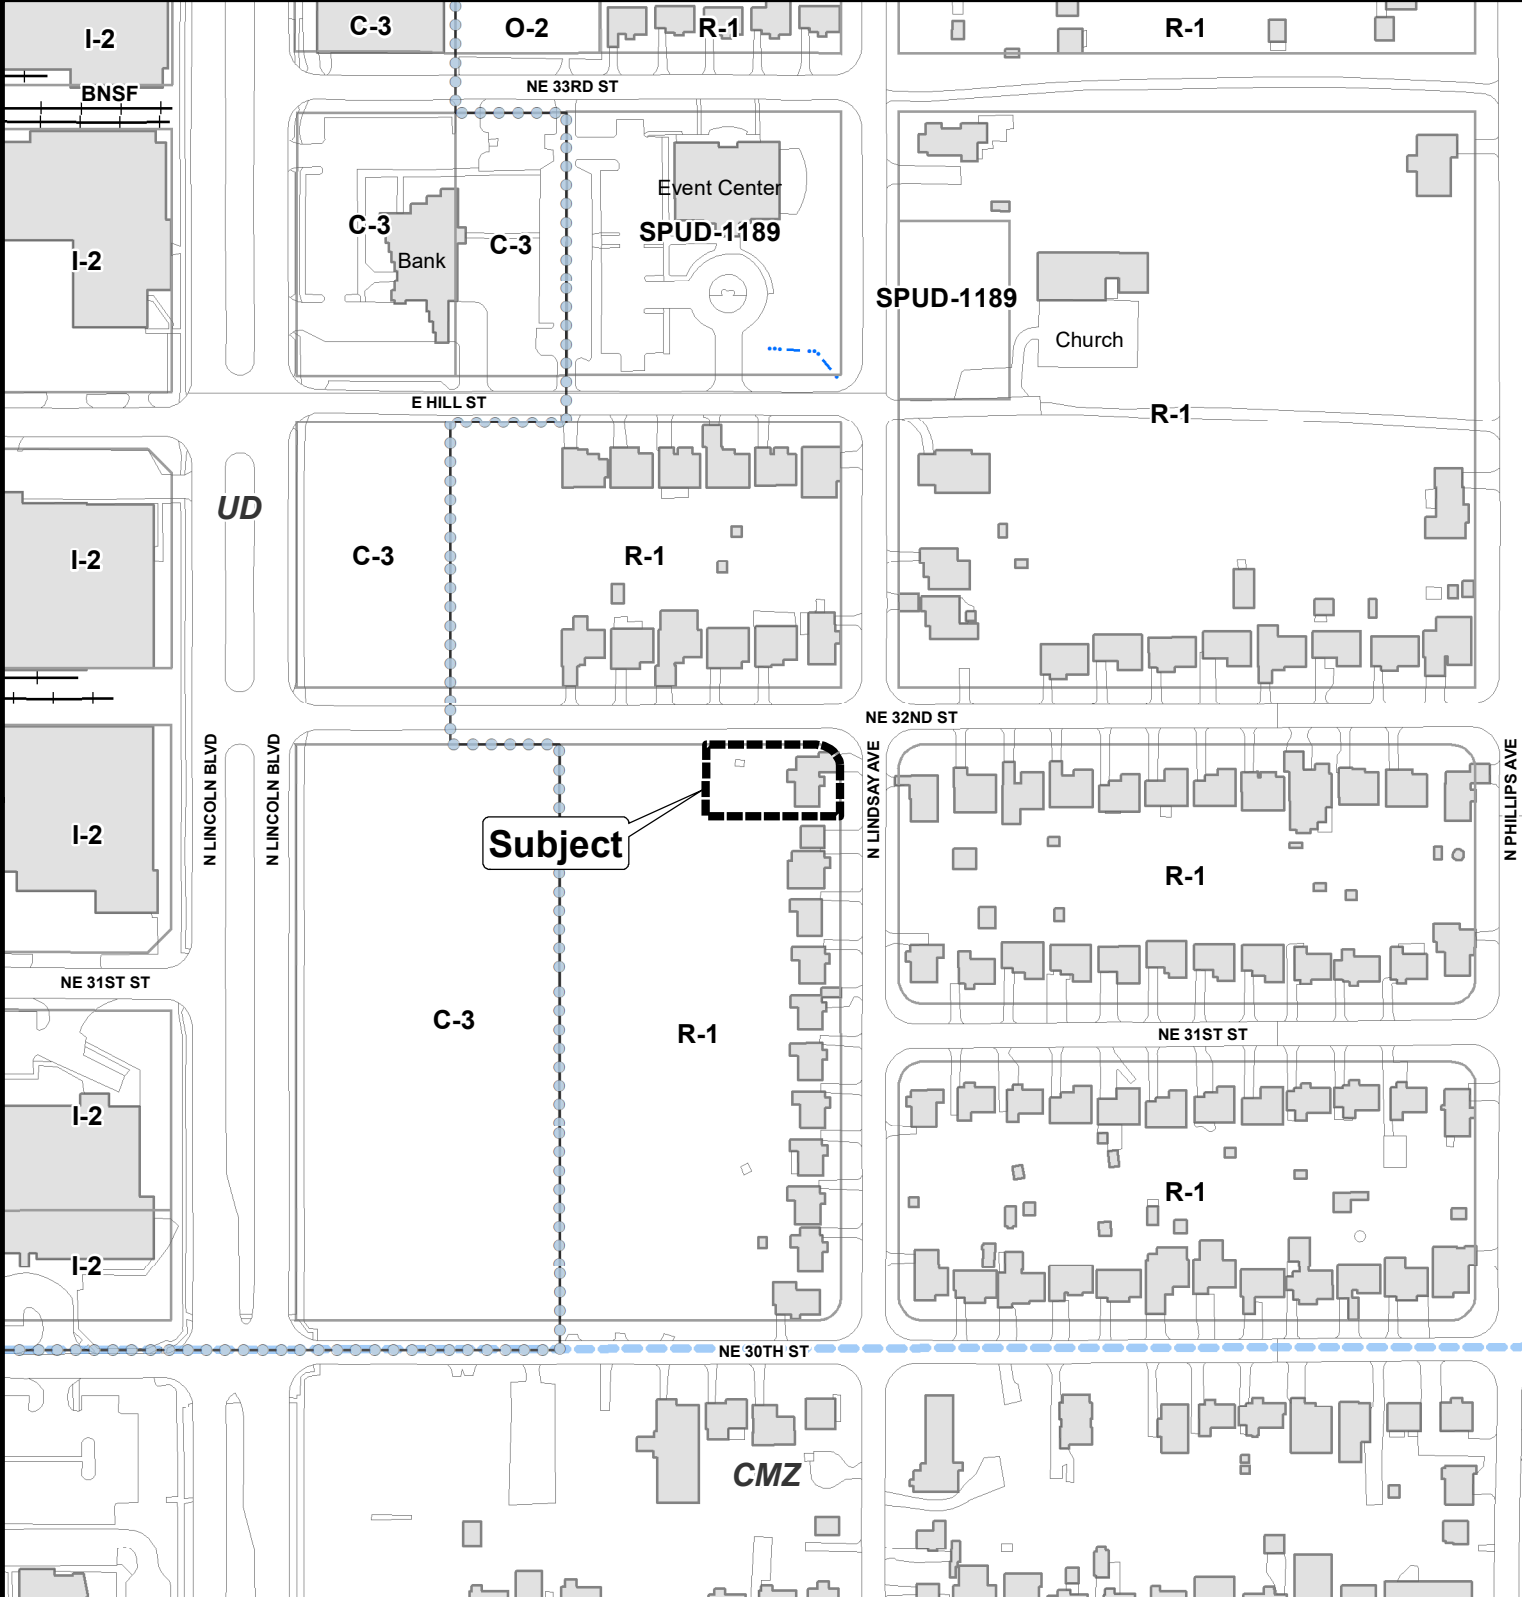 I-2
C-3
O-2
R-1
R-1
NE 33RD ST
BNSF
Event Center
C-3
SPUD-1189
C-3
I-2
Bank
SPUD-1189
Church
E HILL ST
R-1
UD
C-3
R-1
I-2
NE 32ND ST
N LINCOLN BLVD
N LINCOLN BLVD
N LINDSAY AVE
N PHILLIPS AVE
I-2
Subject
R-1
NE 31ST ST
C-3
R-1
NE 31ST ST
I-2
R-1
I-2
NE 30TH ST
CMZ